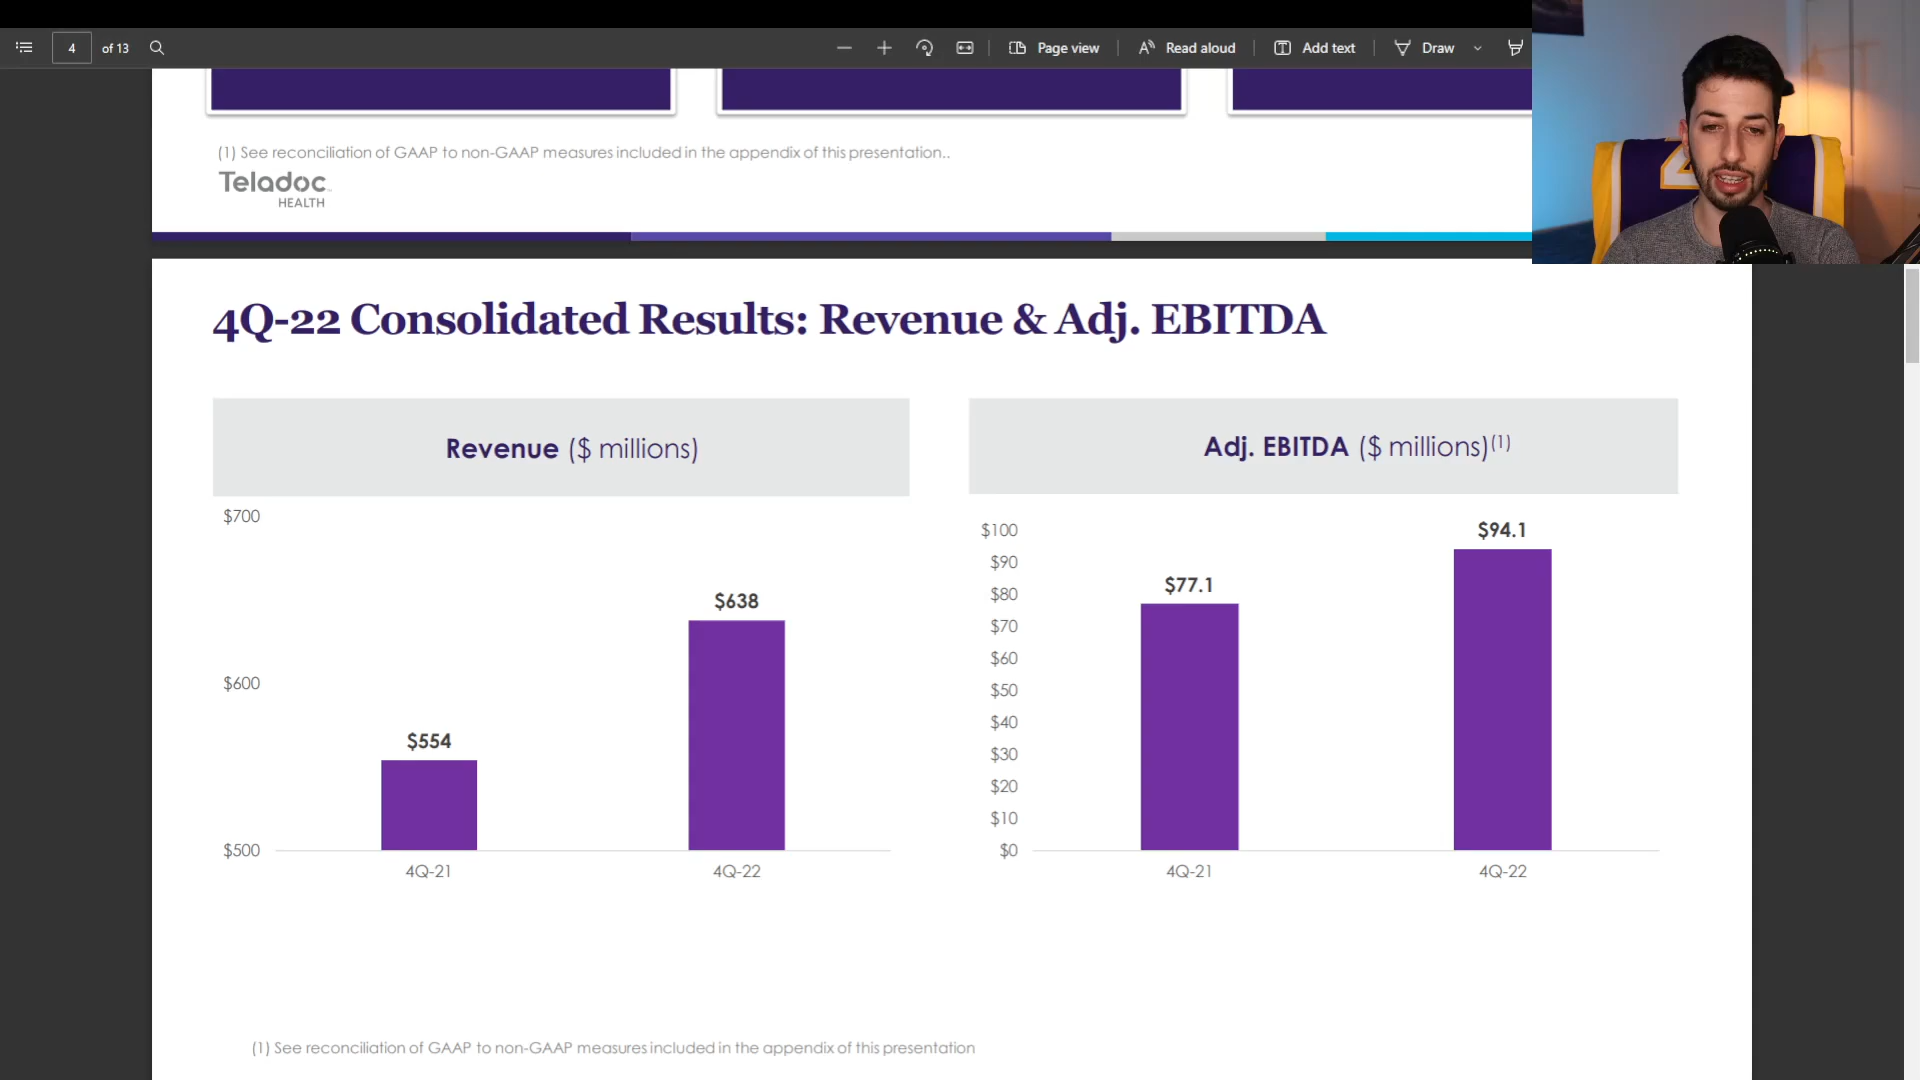 4
of 13
Page view
Read aloud
Add text
Draw
(1) See reconciliation of GAAP to non-GAAP measures included in the appendix of this presentation..
Teladoc
HEALTH
4Q-22 Consolidated Results: Revenue & Adj. EBITDA
Revenue ($ millions)
$700
$600
$500
$554
$638
4Q-21
4Q-22
Adj. EBITDA ($ millions)(1)
$100
$90
$80
$70
$60
$50
$40
$30
$20
$10
$0
$77.1
$94.1
4Q-21
4Q-22
(1) See reconciliation of GAAP to non-GAAP measures included in the appendix of this presentation